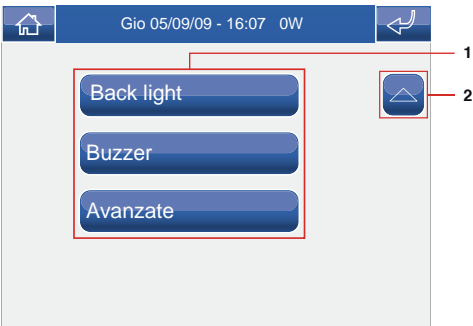 Gio 05/09/09 - 16:07 0W
1
Back light
2
Buzzer
Avanzate